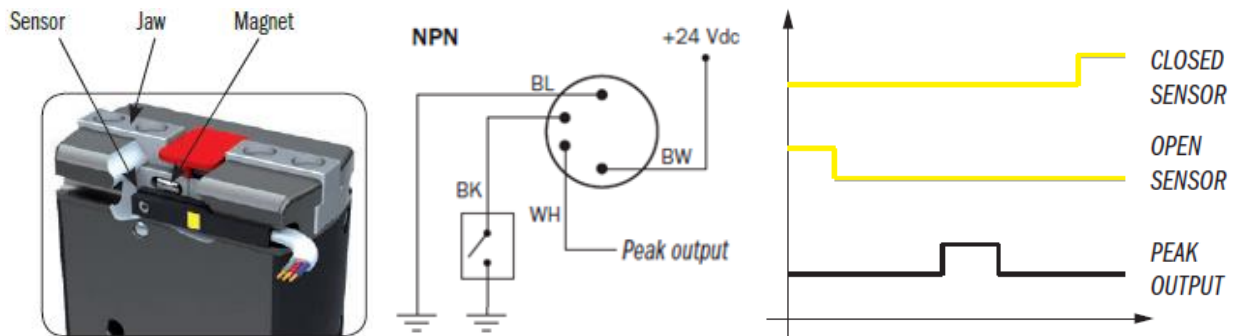 Sensor
Jaw
Magnet
NPN
+24 Vdc
BL
BW
BK
WH
Peak output
CLOSED
SENSOR
OPEN
SENSOR
PEAK
OUTPUT